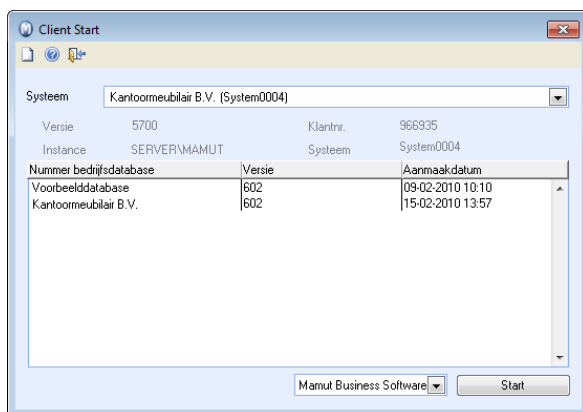 Client Start
Systeem Kantoormeubilair B.V. (System0004)
Versie 5700 Klantnr. 966935
Instance SERVER\MAMUT Systeem System0004
Nummer bedrijfsdatabase Versie Aanmaakdatum
Voorbeelddatabase 602 09-02-2010 10:10
Kantoormeubilair B.V. 602 15-02-2010 13:57
Mamut Business Software Start